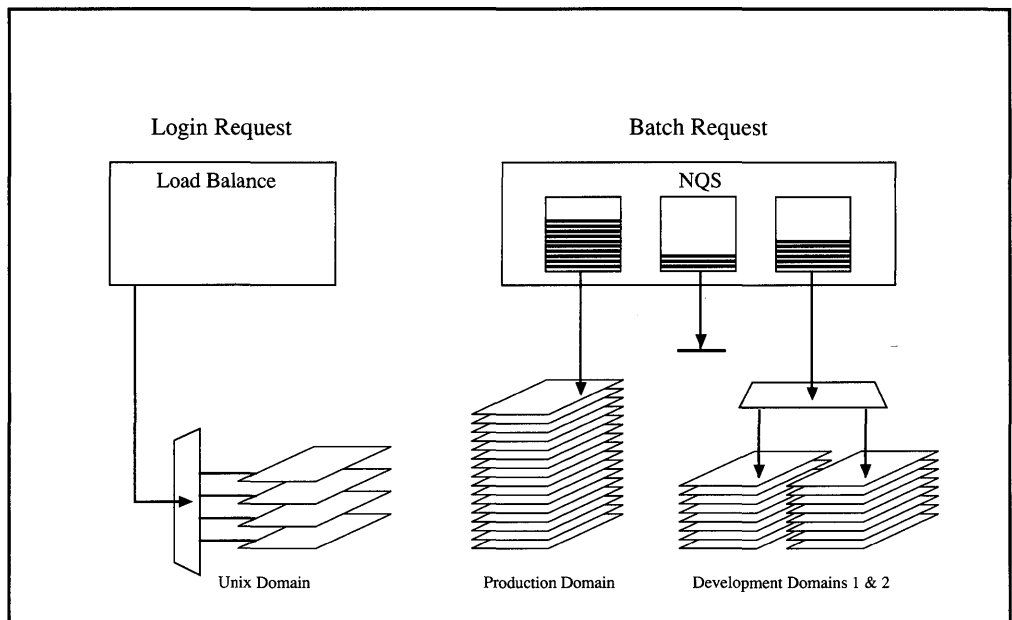 Login Request
Batch Request
Load Balance
NQS
Unix Domain
Production Domain
Development Domains 1 & 2